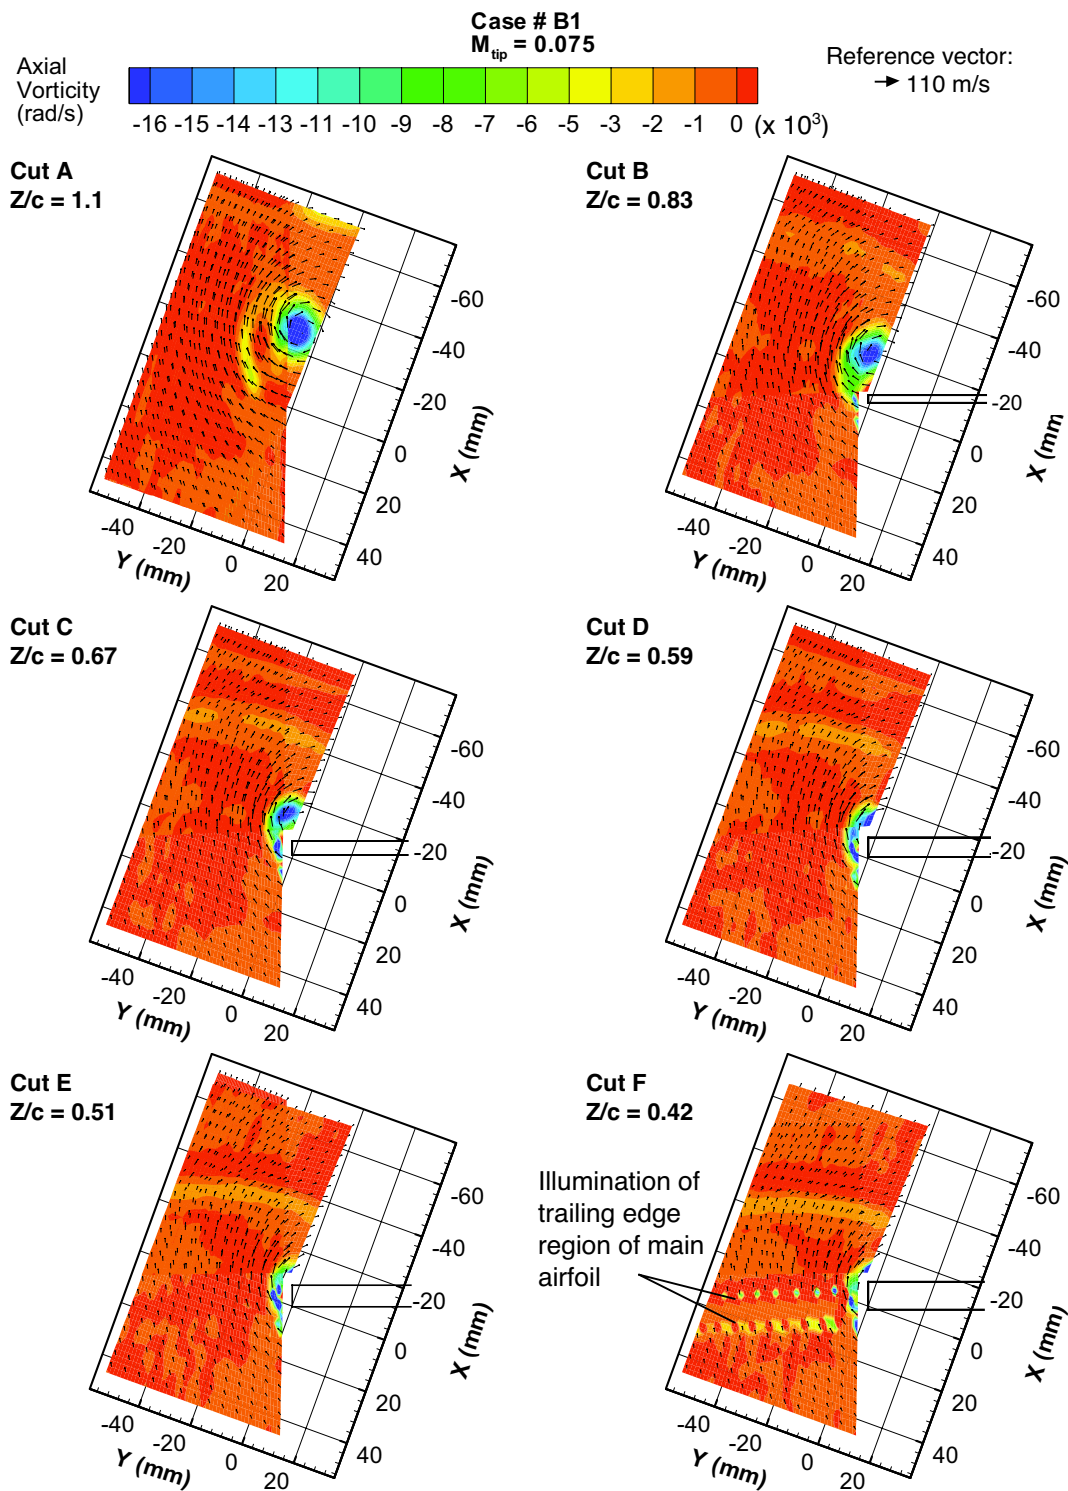 Case # B1
M_tip = 0.075
Axial
Vorticity
(rad/s)
-16 -15 -14 -13 -11 -10 -9 -8 -7 -6 -5 -3 -2 -1 0 (x 10³)
Reference vector:
110 m/s
Cut A
Z/c = 1.1
-60
-40
-20
0
20
40
X (mm)
-40
-20
0
20
Y (mm)
Cut B
Z/c = 0.83
-60
-40
-20
0
20
40
X (mm)
-40
-20
0
20
Y (mm)
Cut C
Z/c = 0.67
-60
-40
-20
0
20
40
X (mm)
-40
-20
0
20
Y (mm)
Cut D
Z/c = 0.59
-60
-40
-20
0
20
40
X (mm)
-40
-20
0
20
Y (mm)
Cut E
Z/c = 0.51
-60
-40
-20
0
20
40
X (mm)
-40
-20
0
20
Y (mm)
Cut F
Z/c = 0.42
Illumination of
trailing edge
region of main
airfoil
-60
-40
-20
0
20
40
X (mm)
-40
-20
0
20
Y (mm)